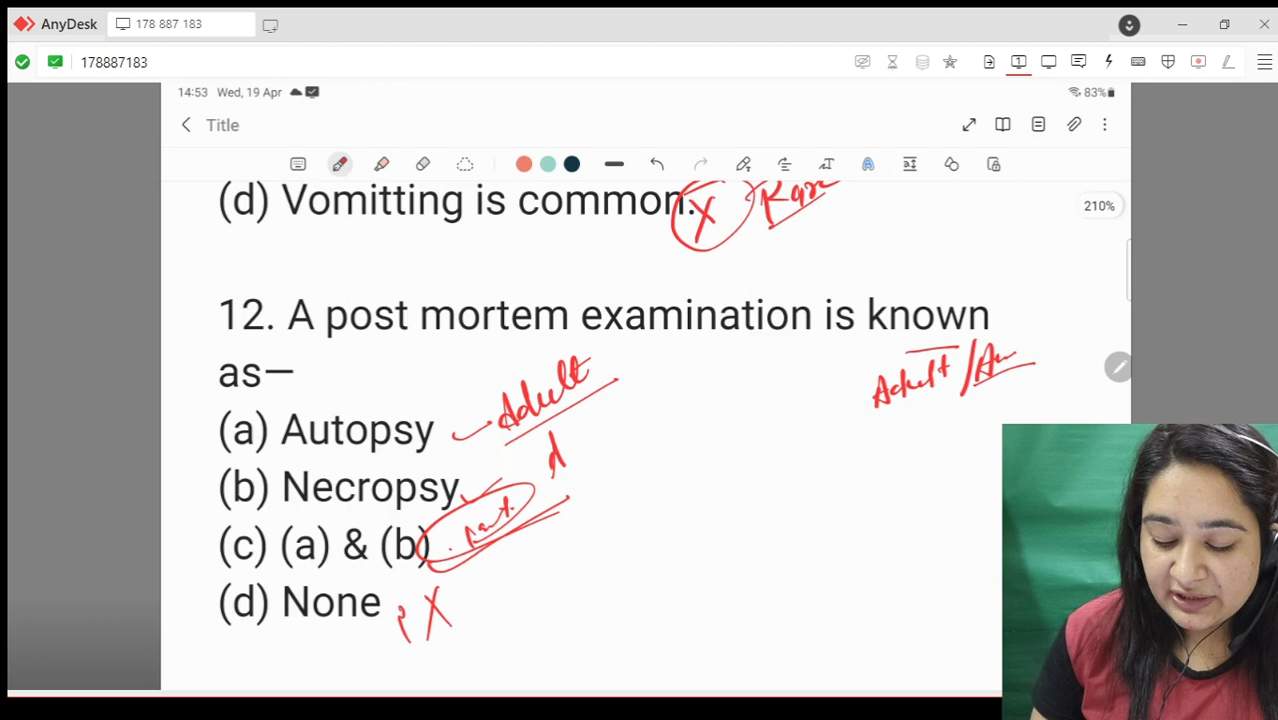 AnyDesk
178 887 183
178887183
14:53 Wed, 19 Apr
83%
Title
(d) Vomitting is common. X Rare
210%
12. A post mortem examination is known
as—
Adult
Adult/
(a) Autopsy
(b) Necropsy
(c) (a) & (b)
(d) None X